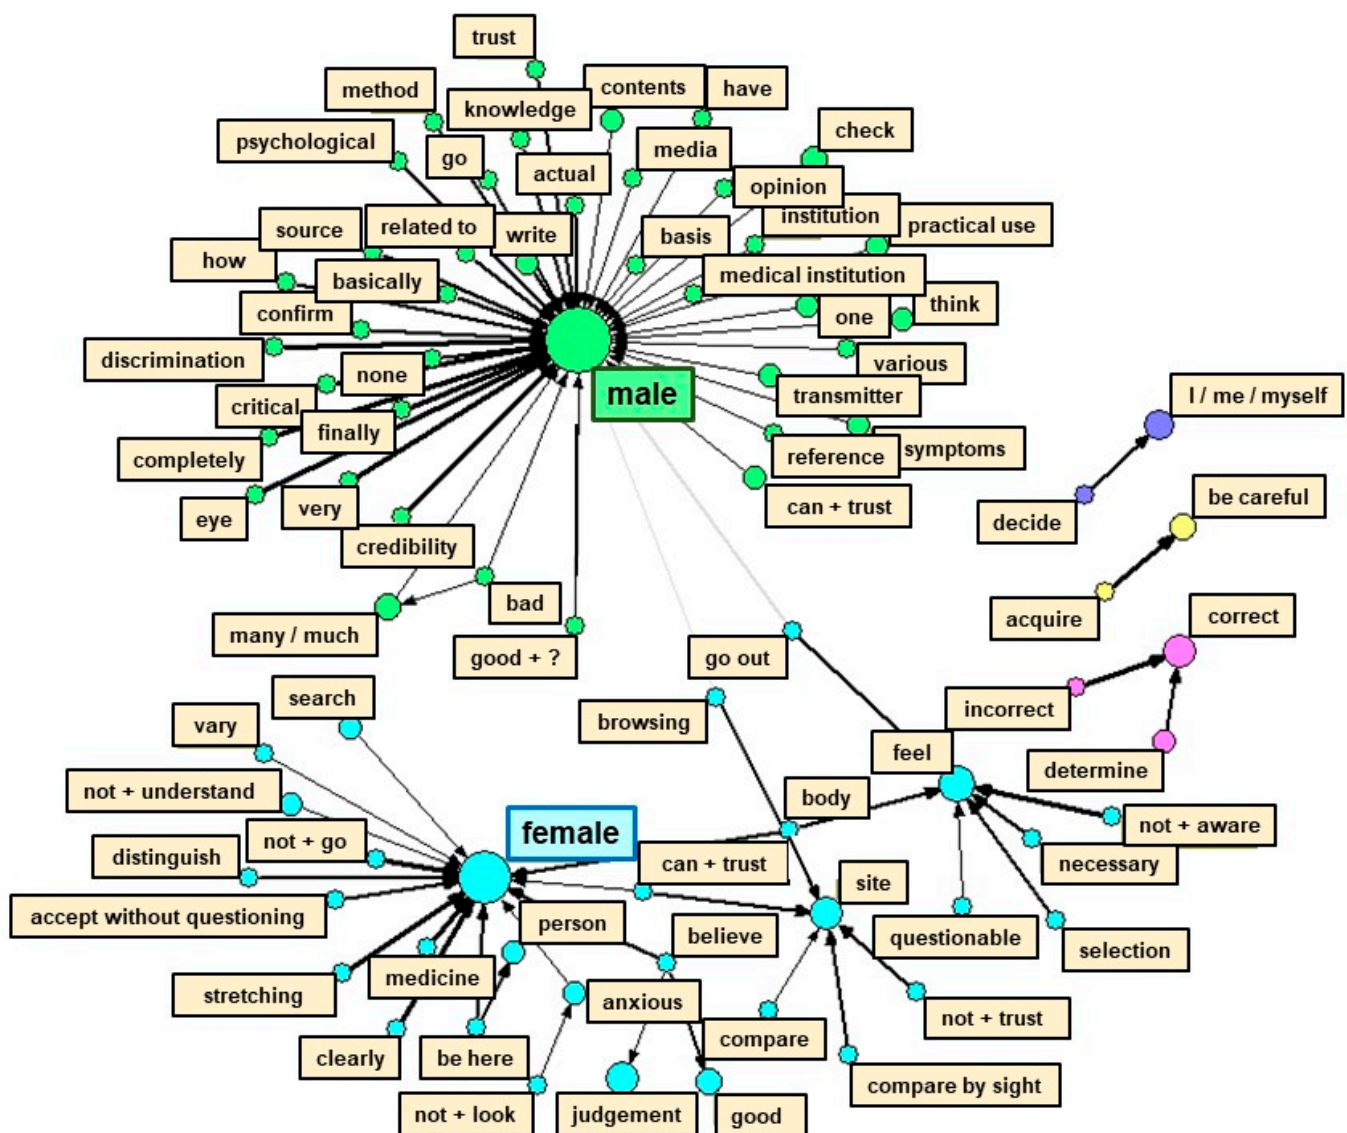 trust
method
contents
have
knowledge
check
psychological
go
media
actual
opinion
institution
practical use
source
related to
write
basis
how
basically
medical institution
think
confirm
one
discrimination
none
various
male
transmitter
critical
finally
completely
reference
symptoms
eye
very
can + trust
credibility
bad
many / much
good + ?
I / me / myself
decide
be careful
acquire
correct
incorrect
determine
go out
search
browsing
vary
feel
not + understand
body
not + go
female
not + aware
distinguish
can + trust
necessary
site
accept without questioning
person
believe
questionable
selection
medicine
stretching
anxious
not + trust
clearly
be here
compare
compare by sight
not + look
judgement
good